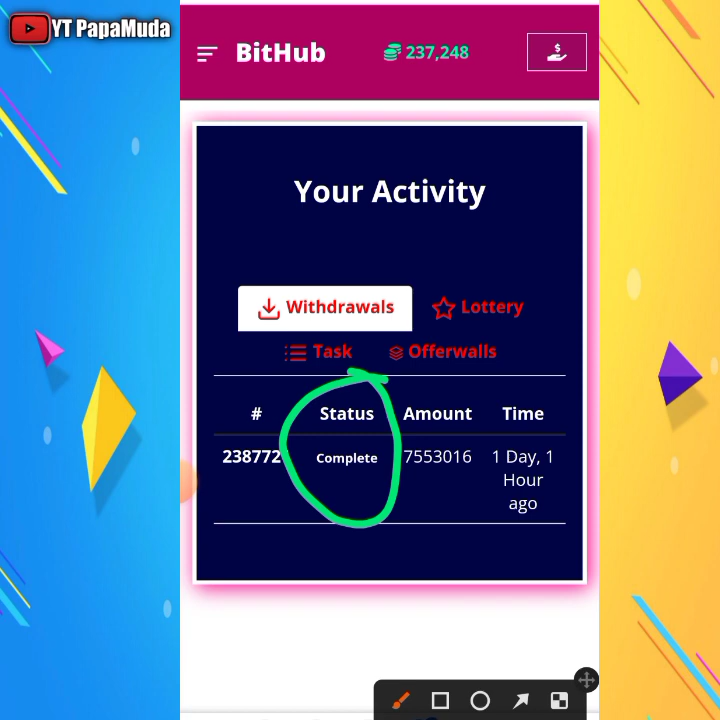 YT PapaMuda
BitHub
237,248
Your Activity
Withdrawals
Lottery
Task
Offerwalls
# Status Amount Time
238772 Complete 7553016 1 Day, 1
Hour
ago